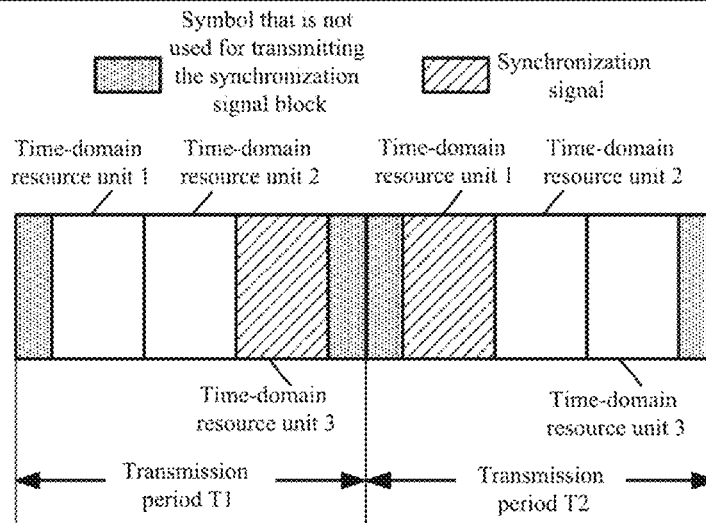 Symbol that is not
used for transmitting
the synchronization
signal block
Synchronization
signal
Time-domain
resource unit 1
Time-domain
resource unit 2
Time-domain
resource unit 1
Time-domain
resource unit 2
Time-domain
resource unit 3
Time-domain
resource unit 3
Transmission
period T1
Transmission
period T2